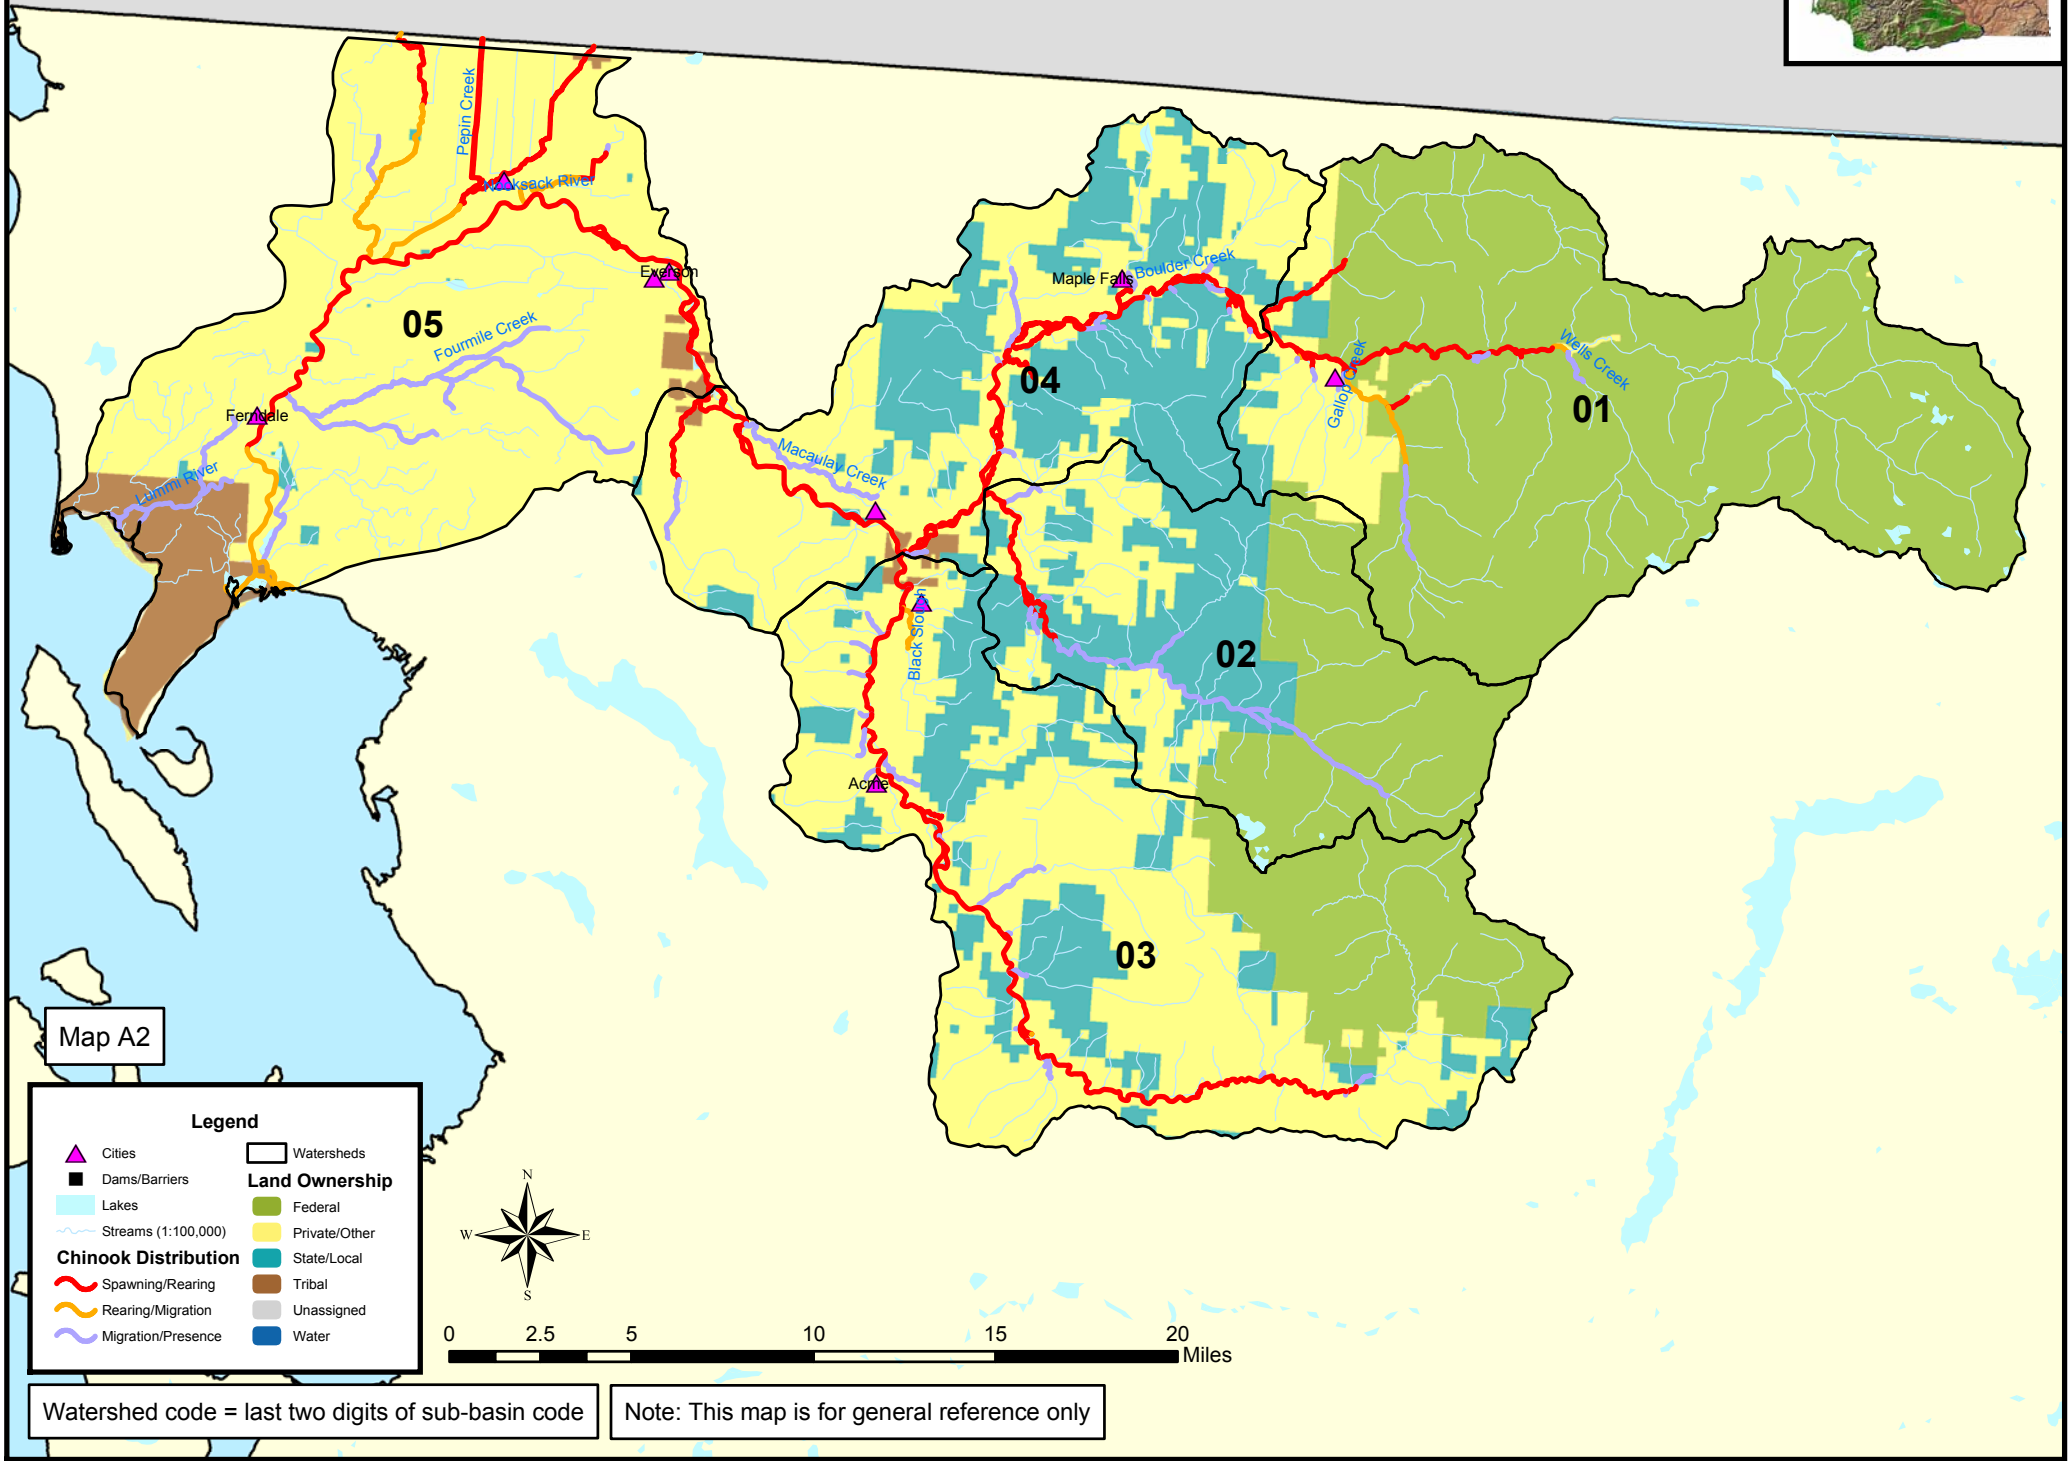 Pepin Creek
Nooksack River
Everson
Maple Falls
Boulder Creek
05
Fourmile Creek
04
Gallop Creek
Wells Creek
01
Ferndale
Macaulay Creek
Lummi River
Black Slough
02
Acme
03
Map A2
Legend
Cities
Dams/Barriers
Lakes
Streams (1:100,000)
Chinook Distribution
Spawning/Rearing
Rearing/Migration
Migration/Presence
Watersheds
Land Ownership
Federal
Private/Other
State/Local
Tribal
Unassigned
Water
N
W
E
S
0 2.5 5 10 15 20
Miles
Watershed code = last two digits of sub-basin code
Note: This map is for general reference only